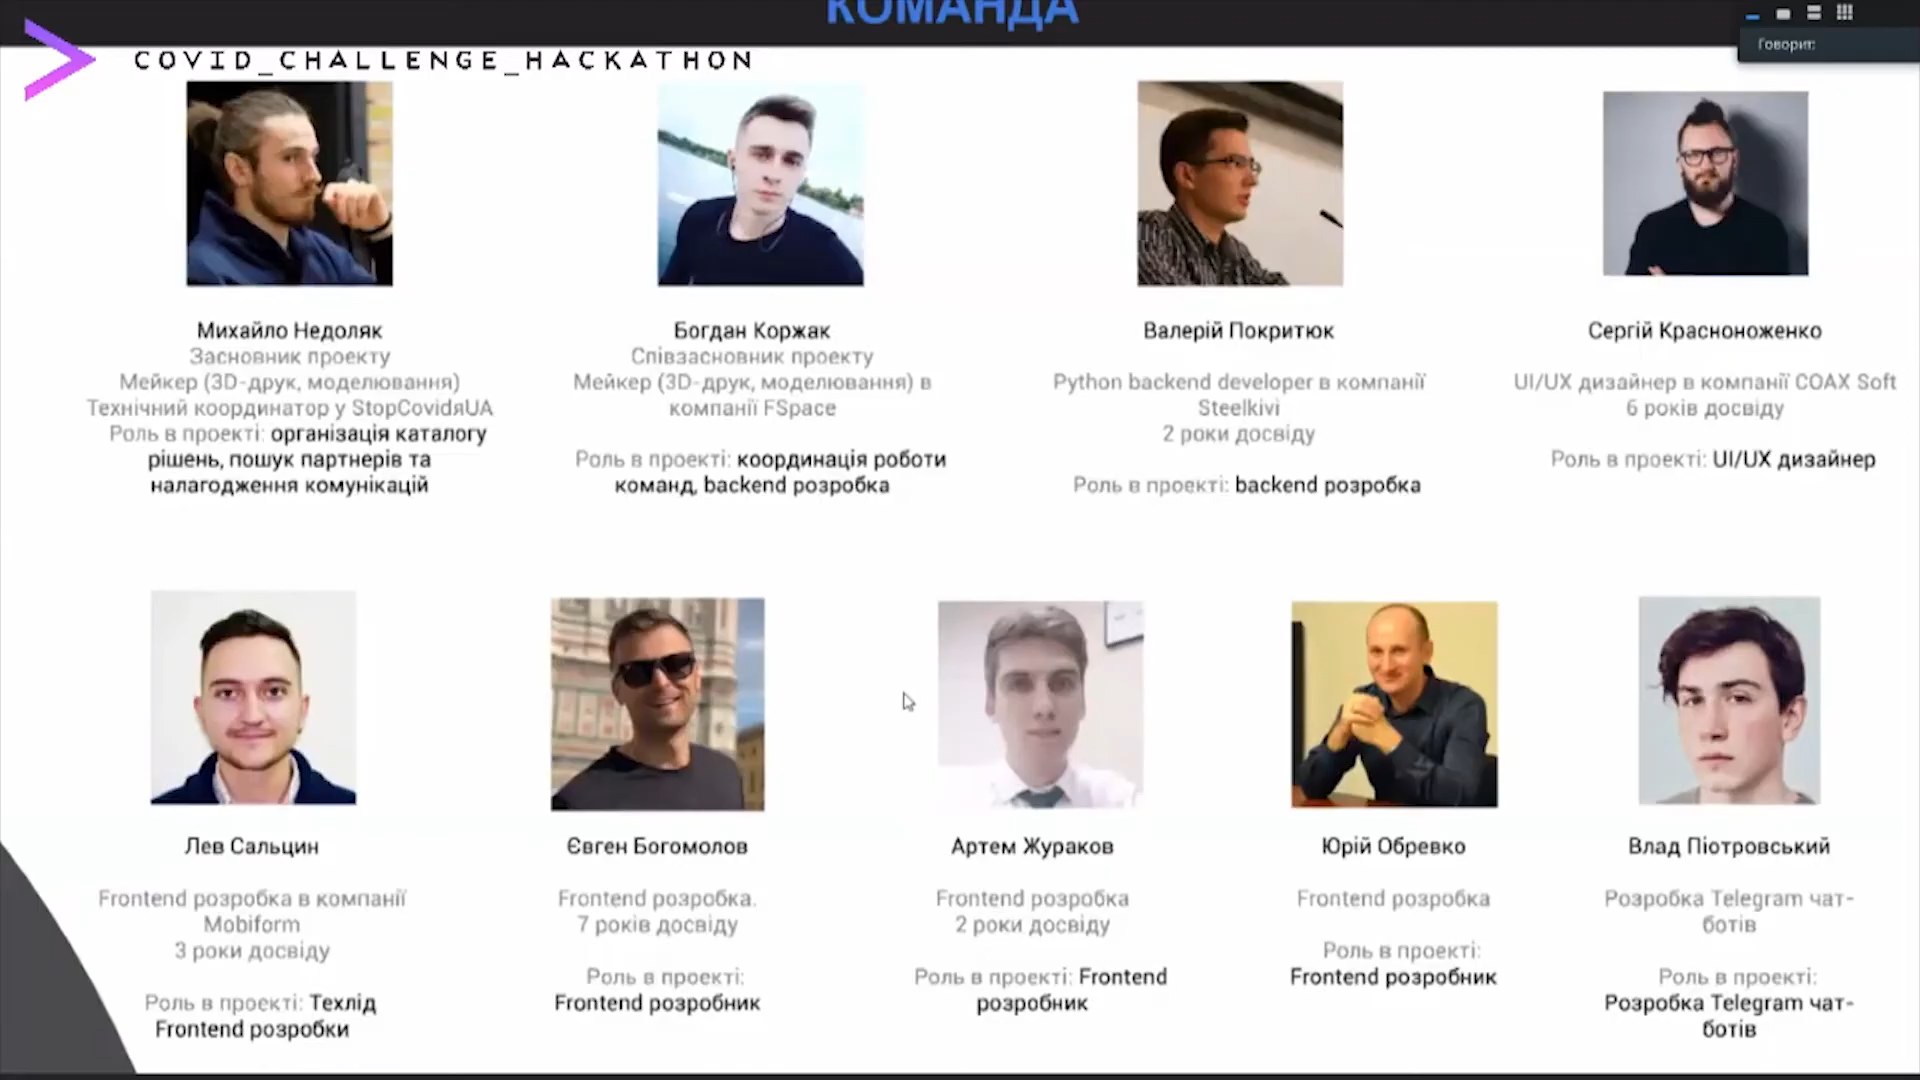 КОМАНДА
Говорит:
COVID_CHALLENGE_HACKATHON
Михайло Недоляк
Засновник проекту
Мейкер (3D-друк, моделювання)
Технічний координатор у StopCovidяUA
Роль в проекті: організація каталогу
рішень, пошук партнерів та
налагодження комунікацій
Богдан Коржак
Співзасновник проекту
Мейкер (3D-друк, моделювання) в
компанії FSpace
Роль в проекті: координація роботи
команд, backend розробка
Валерій Покритюк
Python backend developer в компанії
Steelkivi
2 роки досвіду
Роль в проекті: backend розробка
Сергій Красноноженко
UI/UX дизайнер в компанії COAX Soft
6 років досвіду
Роль в проекті: UI/UX дизайнер
Лев Сальцин
Frontend розробка в компанії
Mobiform
3 роки досвіду
Роль в проекті: Техлід
Frontend розробки
Євген Богомолов
Frontend розробка.
7 років досвіду
Роль в проекті:
Frontend розробник
Артем Жураков
Frontend розробка
2 роки досвіду
Роль в проекті: Frontend
розробник
Юрій Обревко
Frontend розробка
Роль в проекті:
Frontend розробник
Влад Піотровський
Розробка Telegram чат-
ботів
Роль в проекті:
Розробка Telegram чат-
ботів